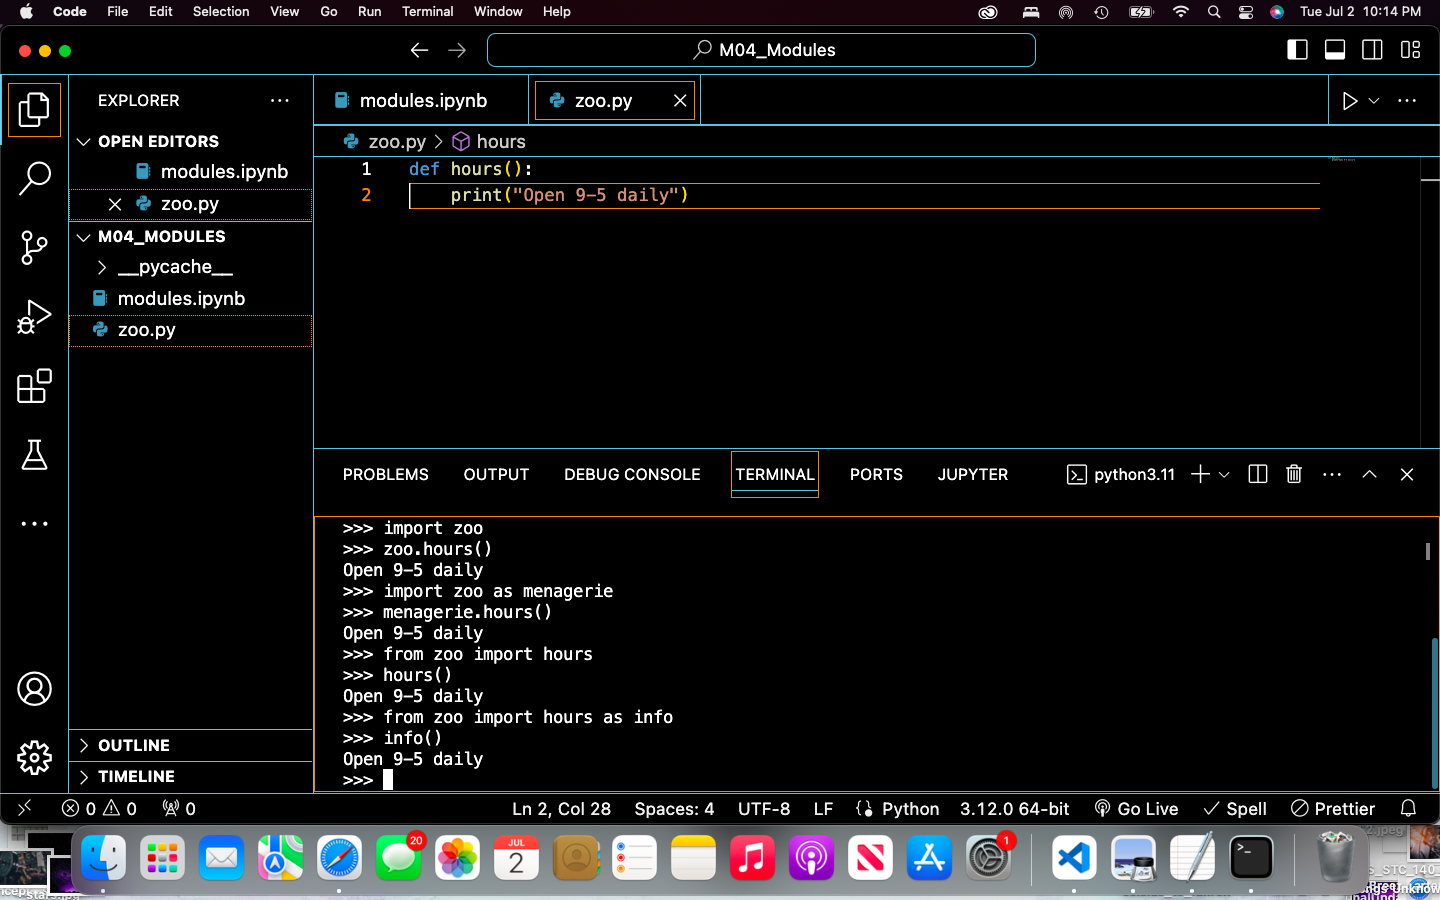 Code File Edit Selection View Go Run Terminal Window Help Tue Jul 2 10:14 PM
M04_Modules
EXPLORER
OPEN EDITORS
modules.ipynb
zoo.py
M04_MODULES
__pycache__
modules.ipynb
zoo.py
OUTLINE
TIMELINE
modules.ipynb zoo.py
zoo.py > hours
1 def hours():
2 print("Open 9-5 daily")
PROBLEMS OUTPUT DEBUG CONSOLE TERMINAL PORTS JUPYTER python3.11
>>> import zoo
>>> zoo.hours()
Open 9-5 daily
>>> import zoo as menagerie
>>> menagerie.hours()
Open 9-5 daily
>>> from zoo import hours
>>> hours()
Open 9-5 daily
>>> from zoo import hours as info
>>> info()
Open 9-5 daily
>>>
0 0 0 Ln 2, Col 28 Spaces: 4 UTF-8 LF Python 3.12.0 64-bit Go Live Spell Prettier
20
JUL
2
1